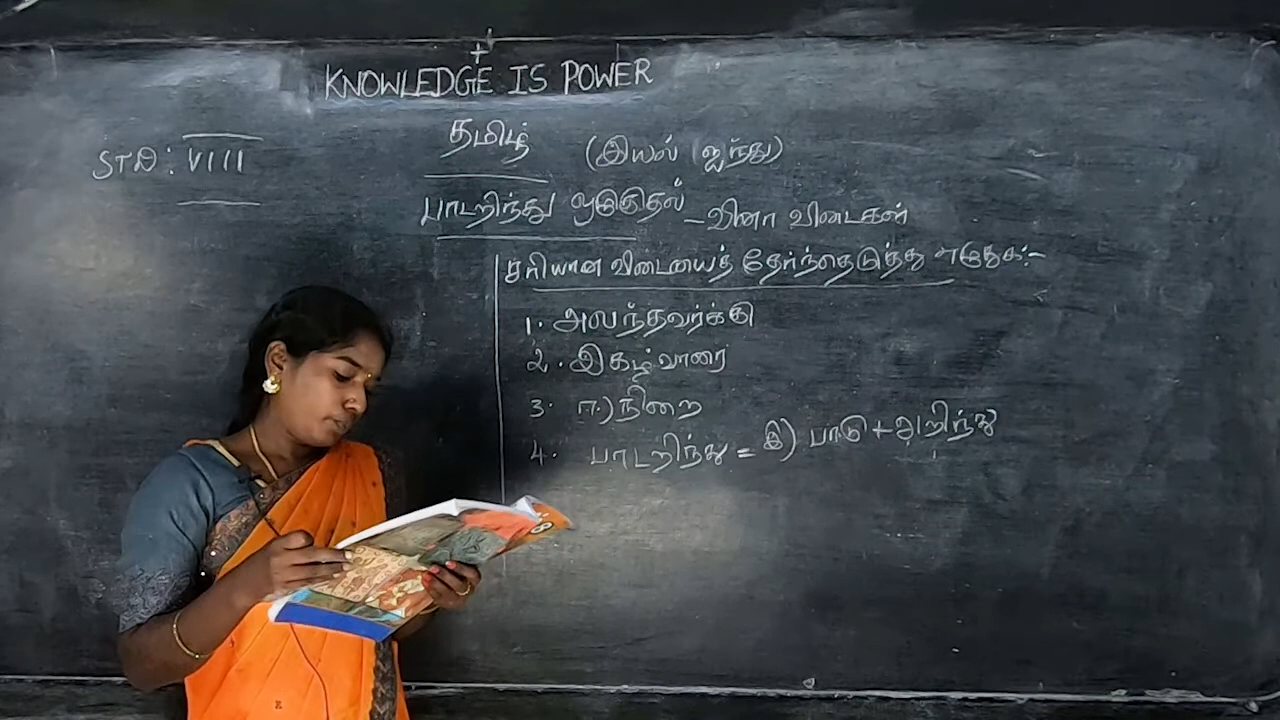 KNOWLEDGE IS POWER
தமிழ் (இயல் ஐந்து)
STD: VIII
பாடறிந்து ஒழுகுதல் - வினா விடைகள்
சரியான விடையைத் தேர்ந்தெடுத்து எழுதுக:-
1. அலந்தவர்க்கு
2. இகழ்வாரை
3. ஈ) நிறை
4. பாடறிந்து = இ) பாடு + அறிந்து
8